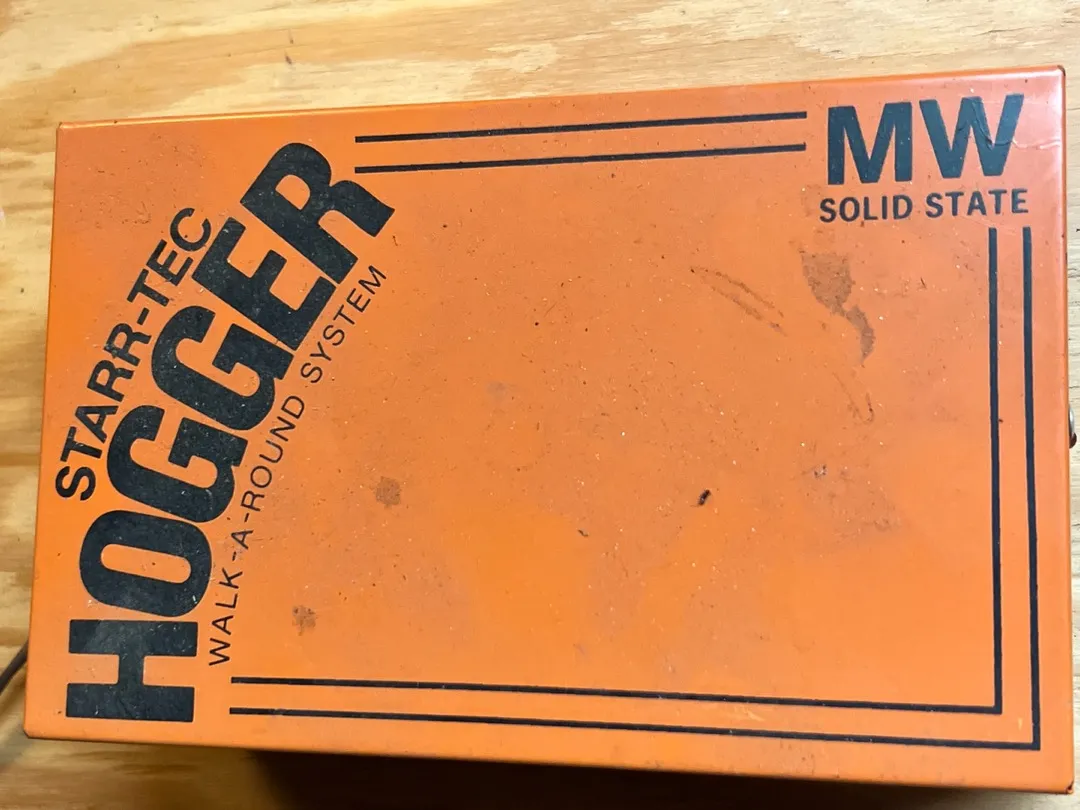 STARR-TEC
HOGGER
WALK-A-ROUND SYSTEM
MW
SOLID STATE